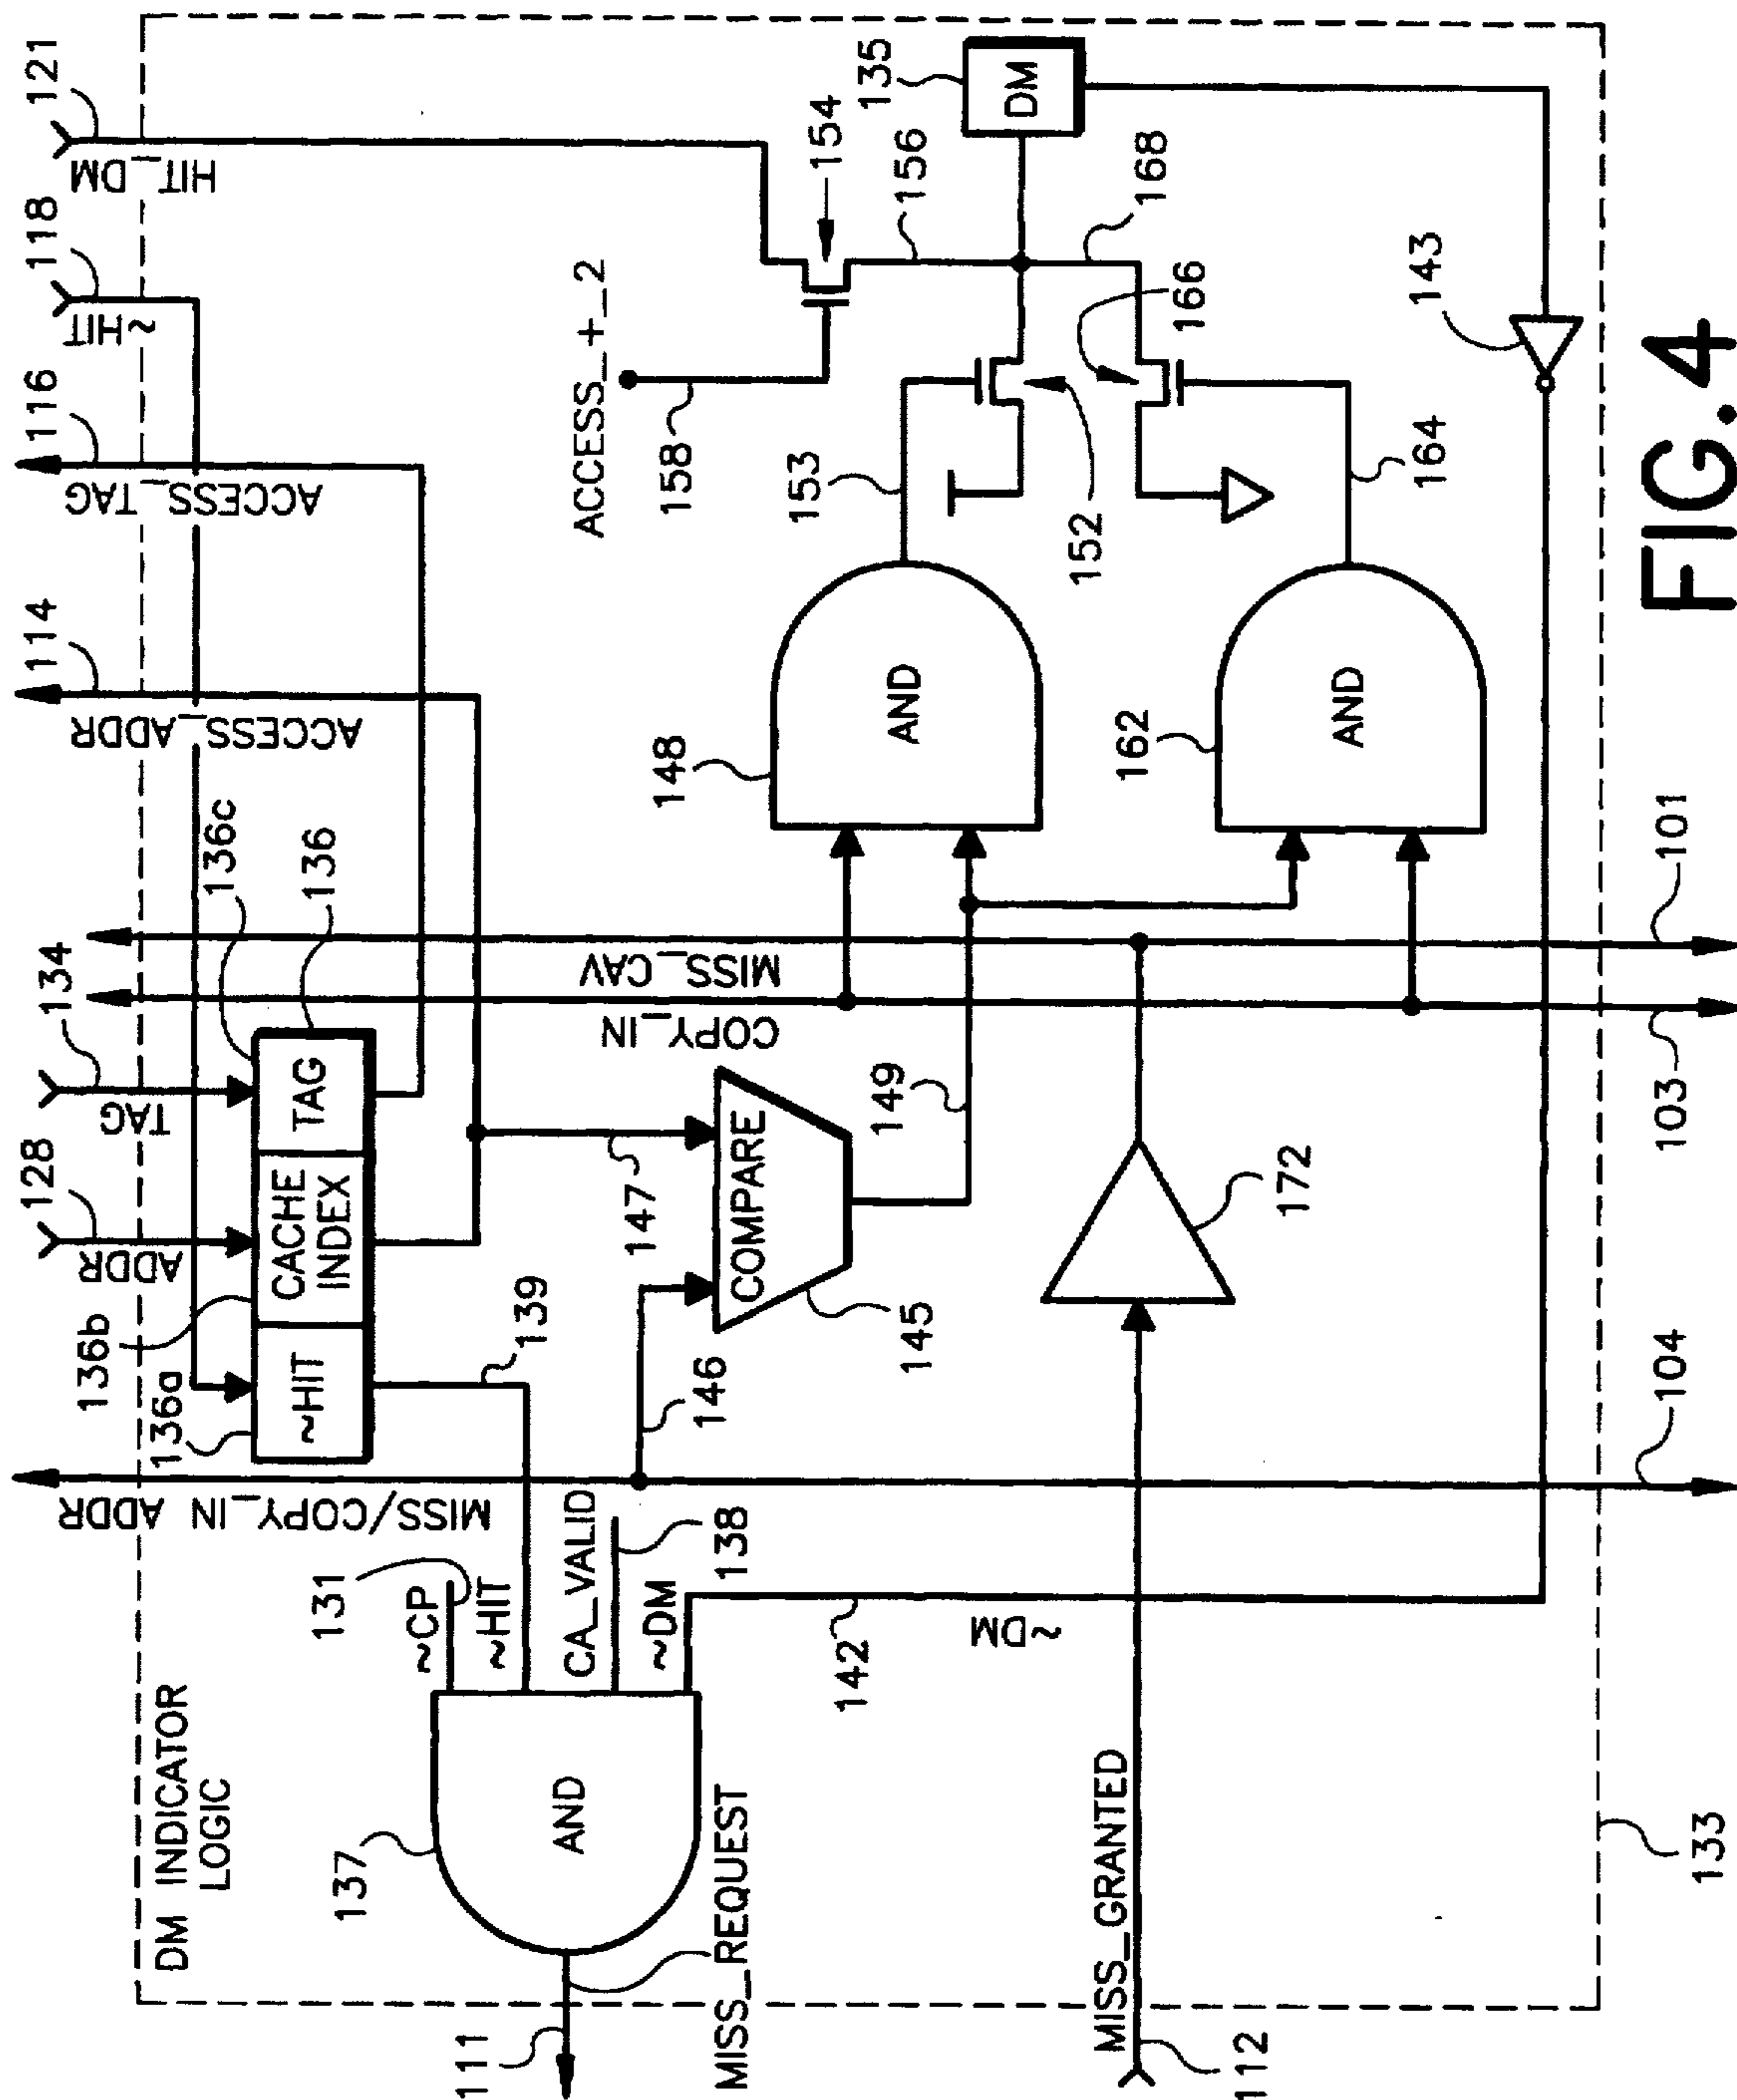 DM INDICATOR
LOGIC
ADDR
128
TAG
134
ACCESS_ADDR
114
ACCESS_TAG
116
~HIT
118
HIT_DM
121
MISS/COPY_IN ADDR
136a
136b
136c
136
~HIT
CACHE
INDEX
TAG
COPY_IN
MISS_CAV
139
147
137
AND
111
MISS_REQUEST
~CP
131
~HIT
CA_VALID
138
~DM
142
~DM
146
COMPARE
145
149
148
AND
153
152
ACCESS_+_2
158
154
156
DM
135
168
166
162
AND
164
143
MISS_GRANTED
112
172
133
104
103
101
FIG.4